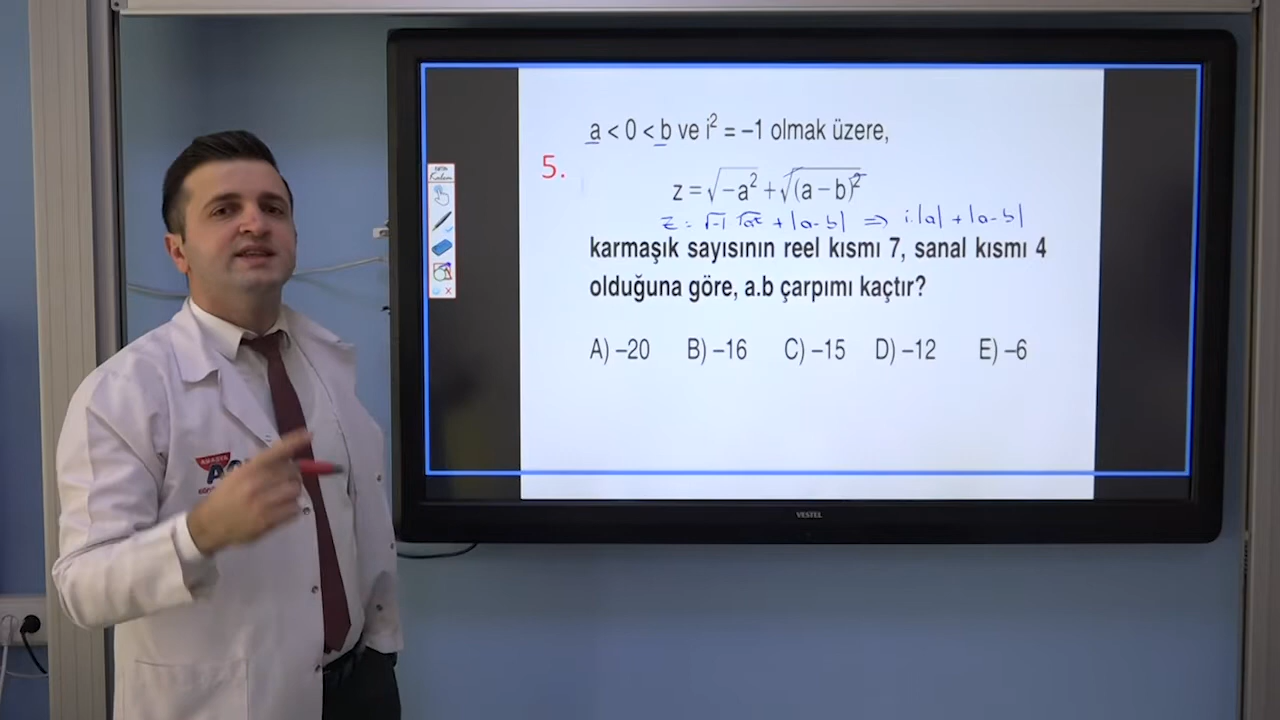 a < 0 < b ve i² = –1 olmak üzere,
5.
z = √–a² + √(a – b)²
z = √-1 √a² + |a-b| ⇒ i.|a| + |a-b|
karmaşık sayısının reel kısmı 7, sanal kısmı 4
olduğuna göre, a.b çarpımı kaçtır?
A) –20 B) –16 C) –15 D) –12 E) –6
VESTEL
AMASYA